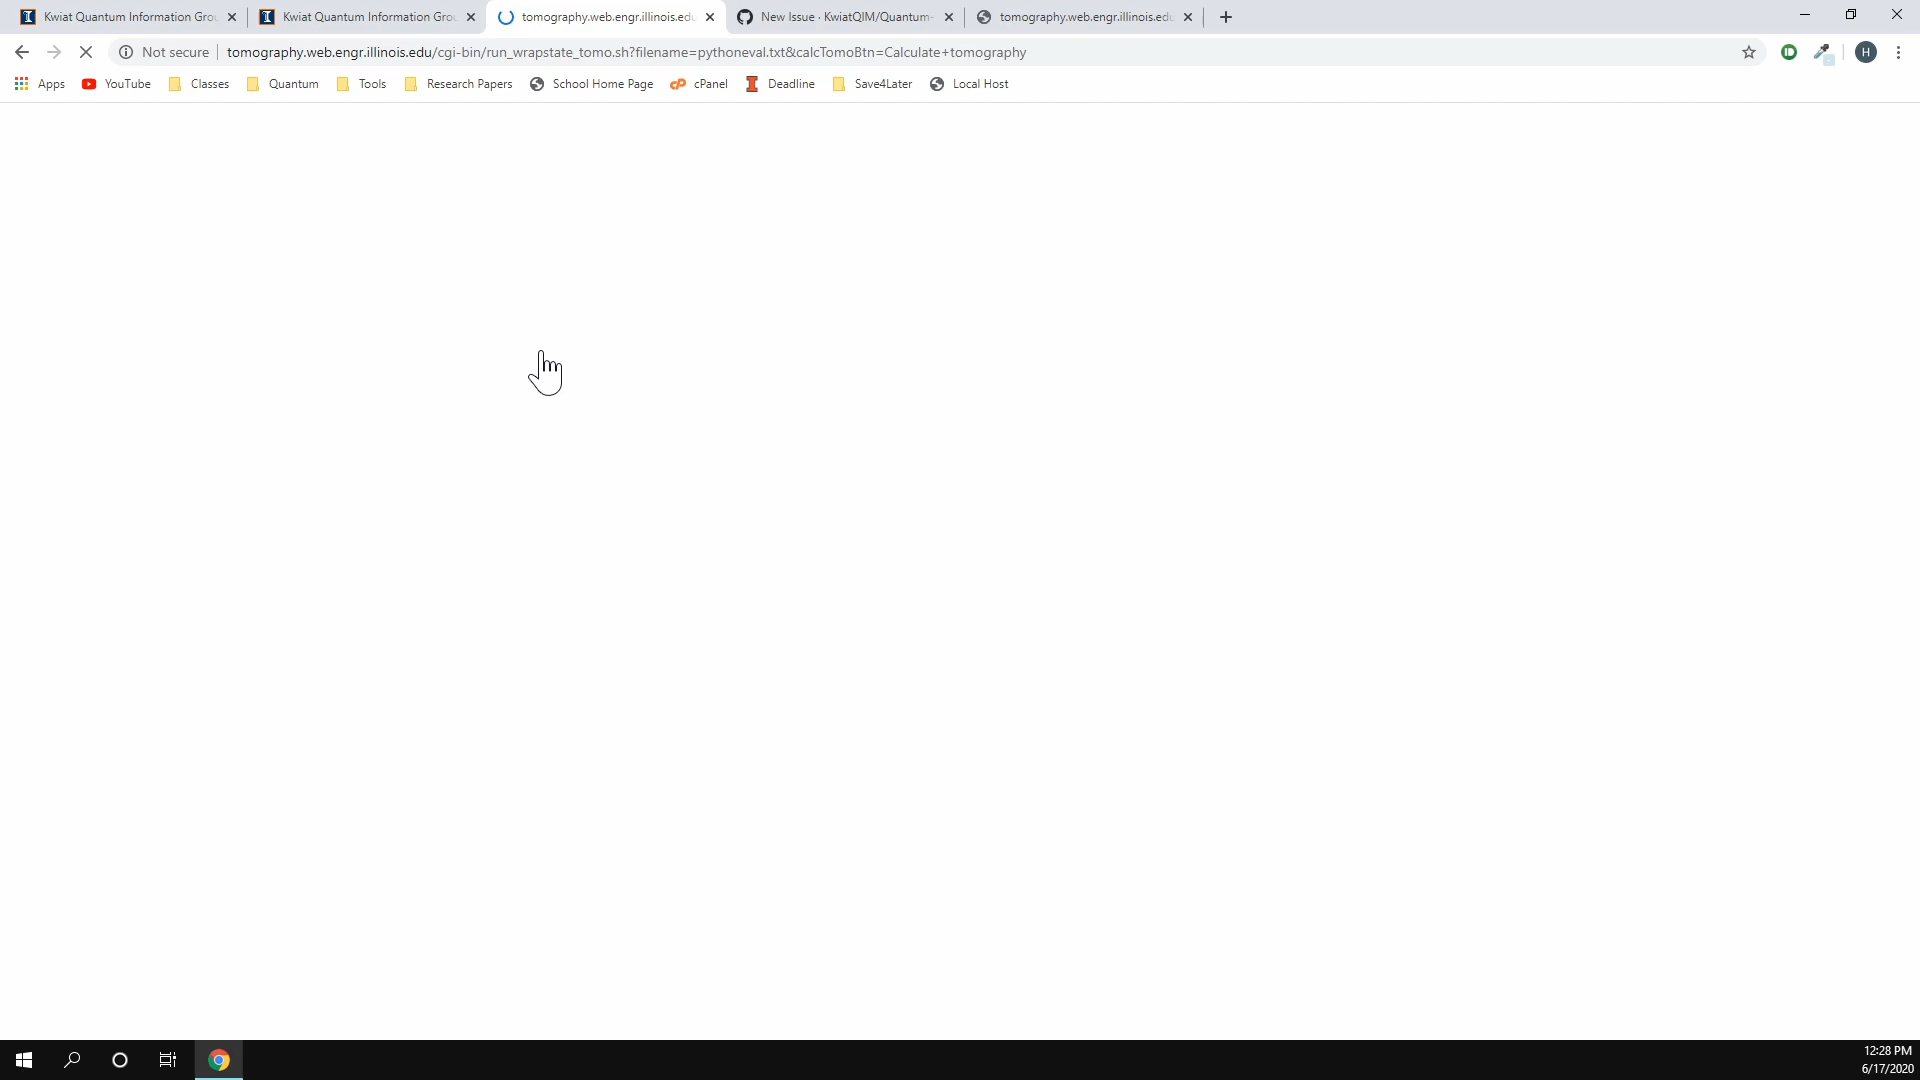 Kwiat Quantum Information Grou
Kwiat Quantum Information Grou
tomography.web.engr.illinois.edu
New Issue · KwiatQIM/Quantum-
tomography.web.engr.illinois.edu
Not secure
tomography.web.engr.illinois.edu/cgi-bin/run_wrapstate_tomo.sh?filename=pythoneval.txt&calcTomoBtn=Calculate+tomography
H
Apps
YouTube
Classes
Quantum
Tools
Research Papers
School Home Page
cPanel
Deadline
Save4Later
Local Host
12:28 PM
6/17/2020